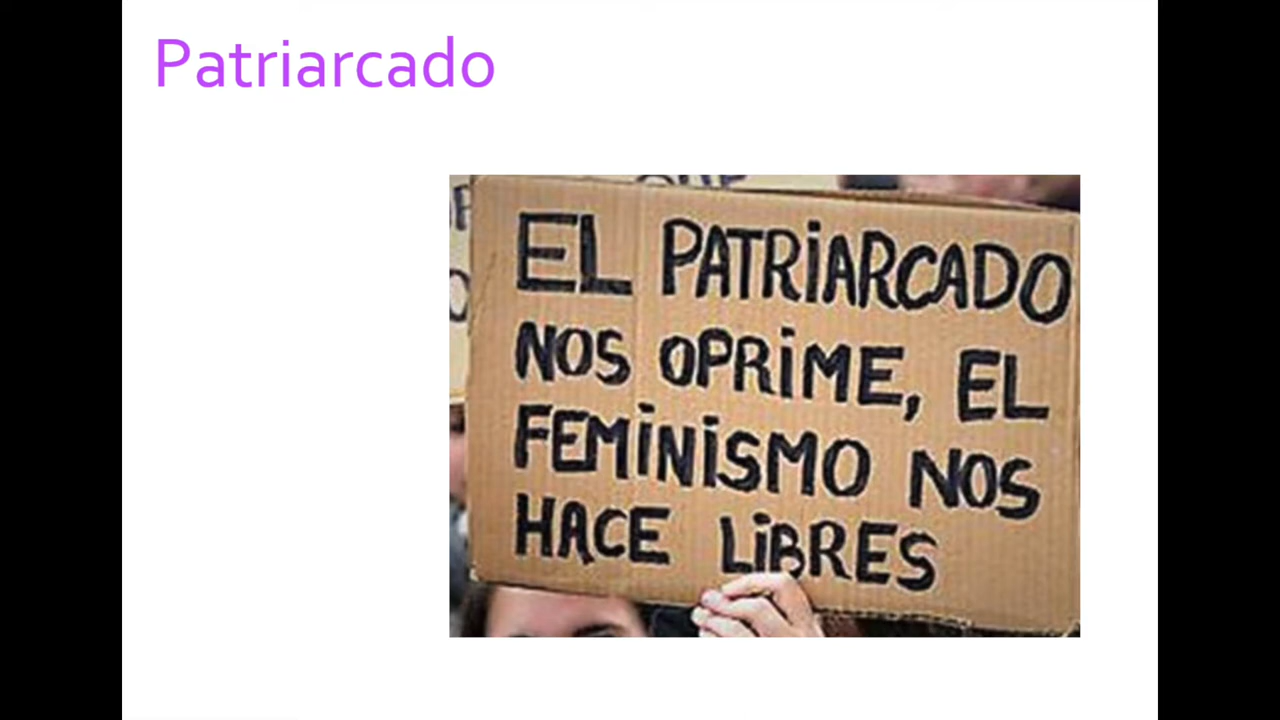 Patriarcado
EL PATRiARCADO
NOS OPRiME, EL
FEMiNiSMO NOS
HACE LiBRES